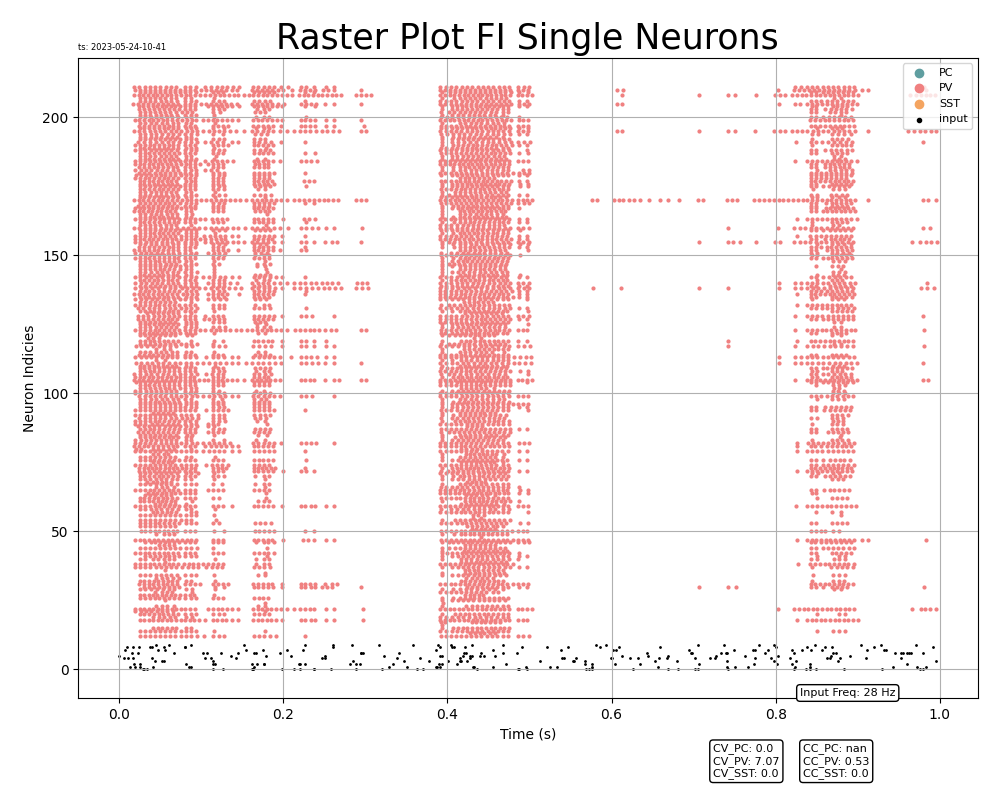 Raster Plot FI Single Neurons
ts: 2023-05-24-10-41
PC
PV
SST
input
200
150
100
50
0
Neuron Indicies
0.0 0.2 0.4 0.6 0.8 1.0
Time (s)
Input Freq: 28 Hz
CV_PC: 0.0
CV_PV: 7.07
CV_SST: 0.0
CC_PC: nan
CC_PV: 0.53
CC_SST: 0.0